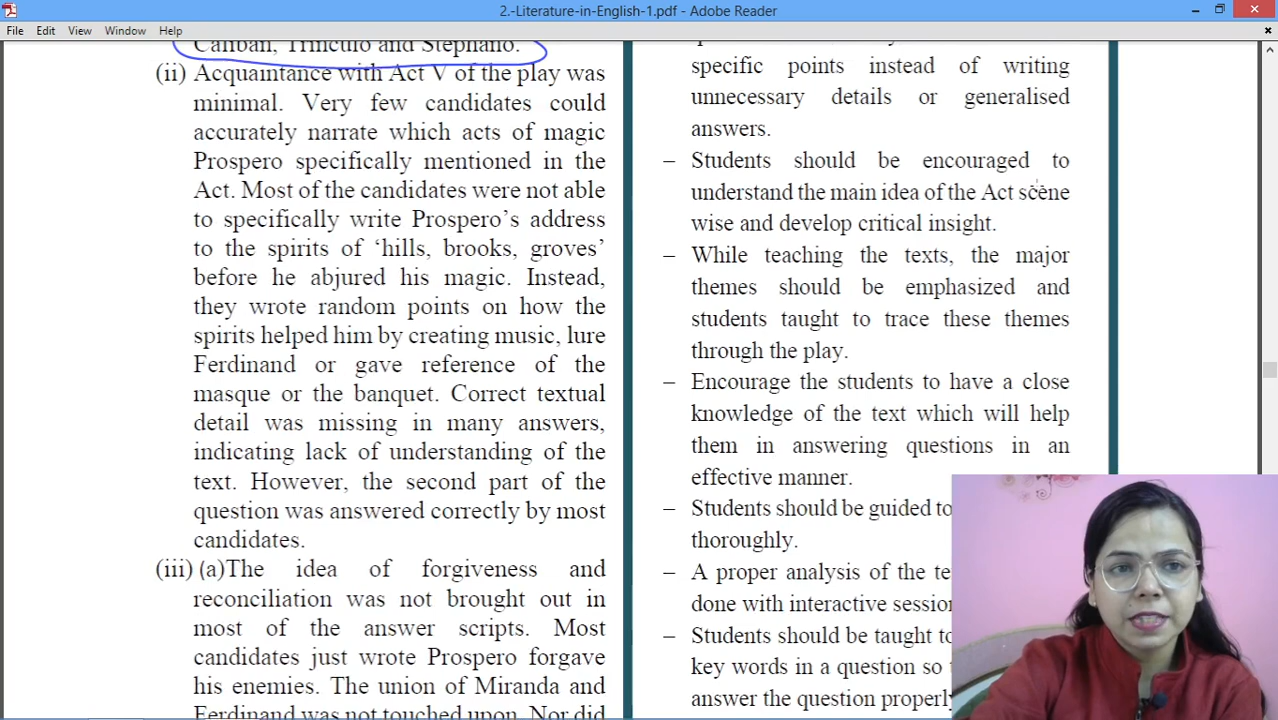 2.-Literature-in-English-1.pdf - Adobe Reader
File Edit View Window Help
Caliban, Trinculo and Stephano.
(ii) Acquaintance with Act V of the play was
minimal. Very few candidates could
accurately narrate which acts of magic
Prospero specifically mentioned in the
Act. Most of the candidates were not able
to specifically write Prospero's address
to the spirits of 'hills, brooks, groves'
before he abjured his magic. Instead,
they wrote random points on how the
spirits helped him by creating music, lure
Ferdinand or gave reference of the
masque or the banquet. Correct textual
detail was missing in many answers,
indicating lack of understanding of the
text. However, the second part of the
question was answered correctly by most
candidates.
(iii) (a)The idea of forgiveness and
reconciliation was not brought out in
most of the answer scripts. Most
candidates just wrote Prospero forgave
his enemies. The union of Miranda and
Ferdinand was not touched upon. Nor did
specific points instead of writing
unnecessary details or generalised
answers.
– Students should be encouraged to
understand the main idea of the Act scene
wise and develop critical insight.
– While teaching the texts, the major
themes should be emphasized and
students taught to trace these themes
through the play.
– Encourage the students to have a close
knowledge of the text which will help
them in answering questions in an
effective manner.
– Students should be guided to
thoroughly.
– A proper analysis of the
done with interactive
– Students should be taught to
key words in a question so
answer the question properly